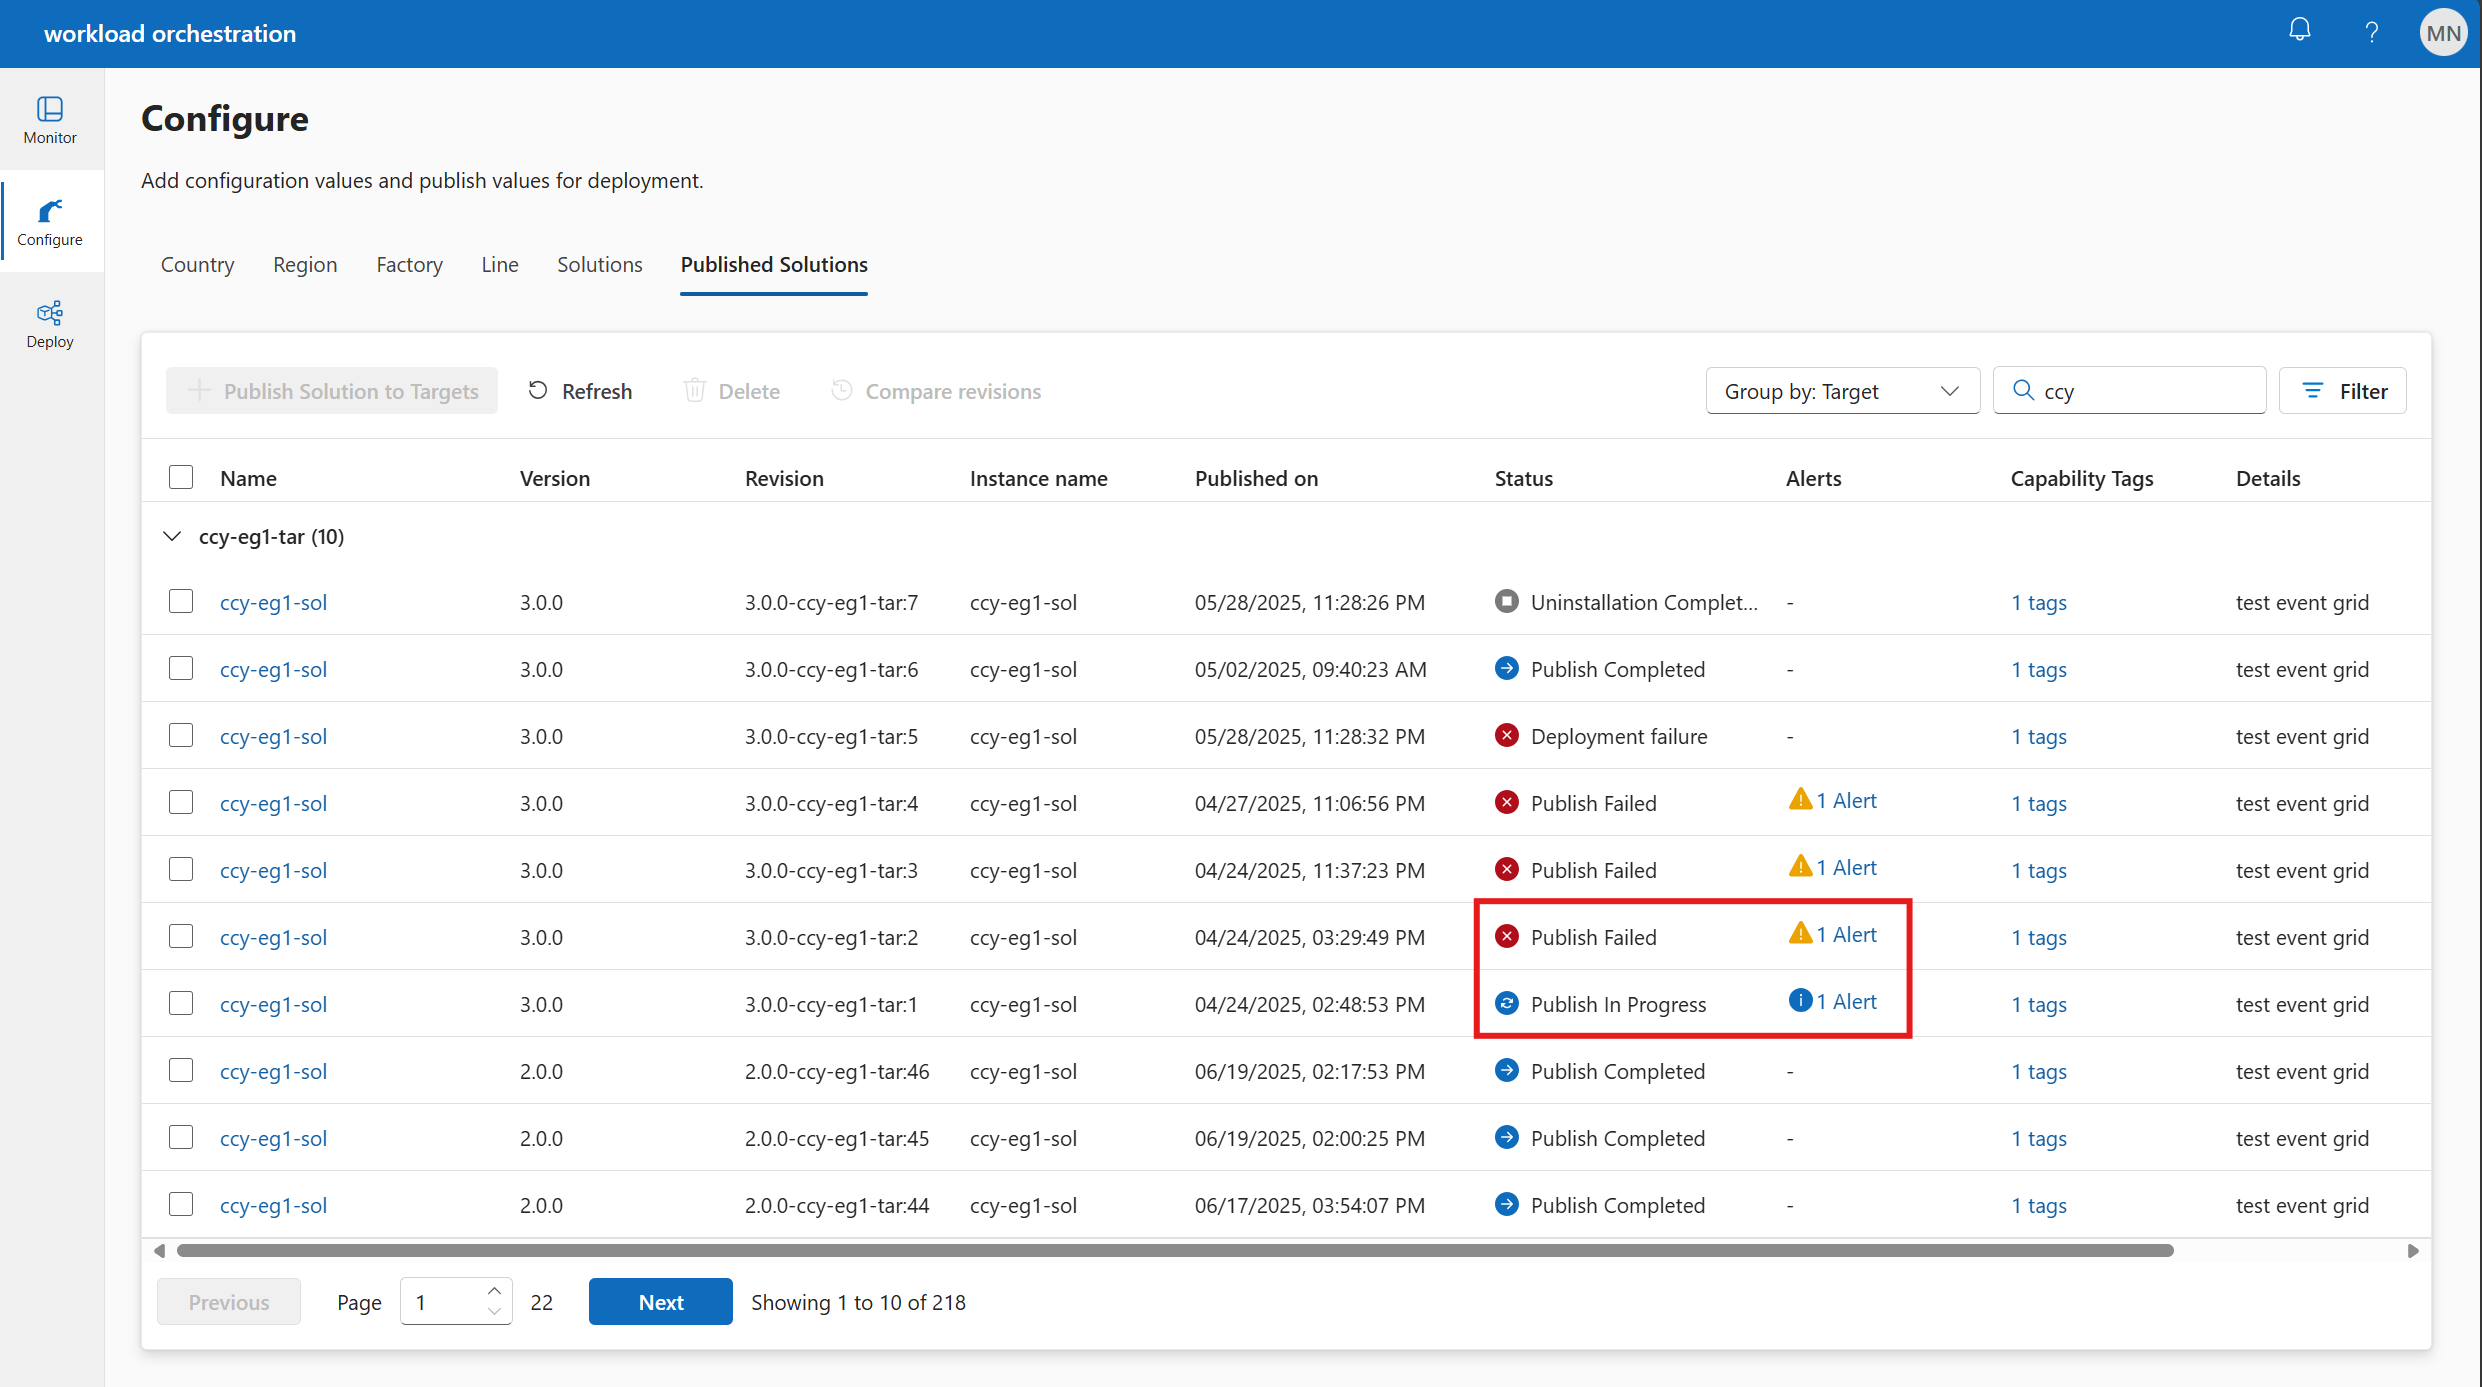 workload orchestration
MN
Monitor
Configure
Deploy
Configure
Add configuration values and publish values for deployment.
Country Region Factory Line Solutions Published Solutions
Publish Solution to Targets Refresh Delete Compare revisions Group by: Target ccy Filter
Name Version Revision Instance name Published on Status Alerts Capability Tags Details
ccy-eg1-tar (10)
ccy-eg1-sol 3.0.0 3.0.0-ccy-eg1-tar:7 ccy-eg1-sol 05/28/2025, 11:28:26 PM Uninstallation Complet... - 1 tags test event grid
ccy-eg1-sol 3.0.0 3.0.0-ccy-eg1-tar:6 ccy-eg1-sol 05/02/2025, 09:40:23 AM Publish Completed - 1 tags test event grid
ccy-eg1-sol 3.0.0 3.0.0-ccy-eg1-tar:5 ccy-eg1-sol 05/28/2025, 11:28:32 PM Deployment failure - 1 tags test event grid
ccy-eg1-sol 3.0.0 3.0.0-ccy-eg1-tar:4 ccy-eg1-sol 04/27/2025, 11:06:56 PM Publish Failed 1 Alert 1 tags test event grid
ccy-eg1-sol 3.0.0 3.0.0-ccy-eg1-tar:3 ccy-eg1-sol 04/24/2025, 11:37:23 PM Publish Failed 1 Alert 1 tags test event grid
ccy-eg1-sol 3.0.0 3.0.0-ccy-eg1-tar:2 ccy-eg1-sol 04/24/2025, 03:29:49 PM Publish Failed 1 Alert 1 tags test event grid
ccy-eg1-sol 3.0.0 3.0.0-ccy-eg1-tar:1 ccy-eg1-sol 04/24/2025, 02:48:53 PM Publish In Progress 1 Alert 1 tags test event grid
ccy-eg1-sol 2.0.0 2.0.0-ccy-eg1-tar:46 ccy-eg1-sol 06/19/2025, 02:17:53 PM Publish Completed - 1 tags test event grid
ccy-eg1-sol 2.0.0 2.0.0-ccy-eg1-tar:45 ccy-eg1-sol 06/19/2025, 02:00:25 PM Publish Completed - 1 tags test event grid
ccy-eg1-sol 2.0.0 2.0.0-ccy-eg1-tar:44 ccy-eg1-sol 06/17/2025, 03:54:07 PM Publish Completed - 1 tags test event grid
Previous Page 1 22 Next Showing 1 to 10 of 218